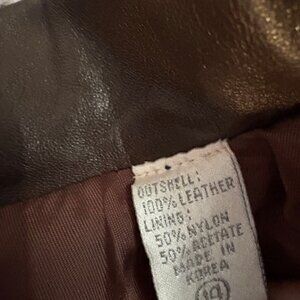 OUTSHELL:
100% LEATHER
LINING:
50% NYLON
50% ACETATE
MADE IN
KOREA